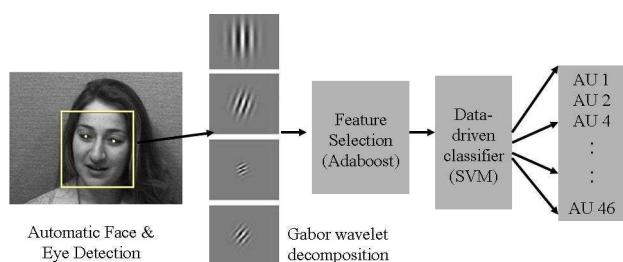 Automatic Face &
Eye Detection
Gabor wavelet
decomposition
Feature
Selection
(Adaboost)
Data-
driven
classifier
(SVM)
AU 1
AU 2
AU 4
:
:
AU 46